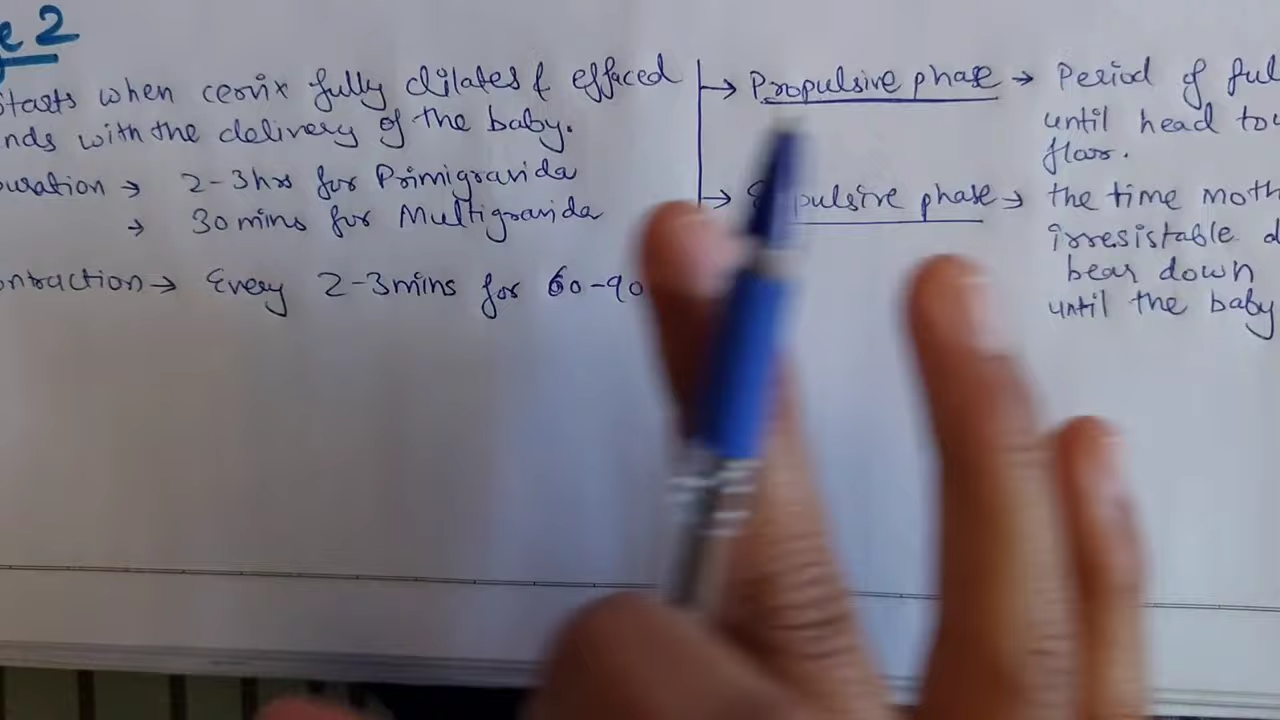 e 2
starts when cervix fully dilates & effaced
nds with the delivery of the baby.
uration → 2-3hrs for Primigravida
→ 30mins for Multigravida
ontraction → Every 2-3mins for 60-90
→ Propulsive phase → Period of ful
until head to
floor.
→ pulsive phase → the time moth
irresistable d
bear down
until the baby